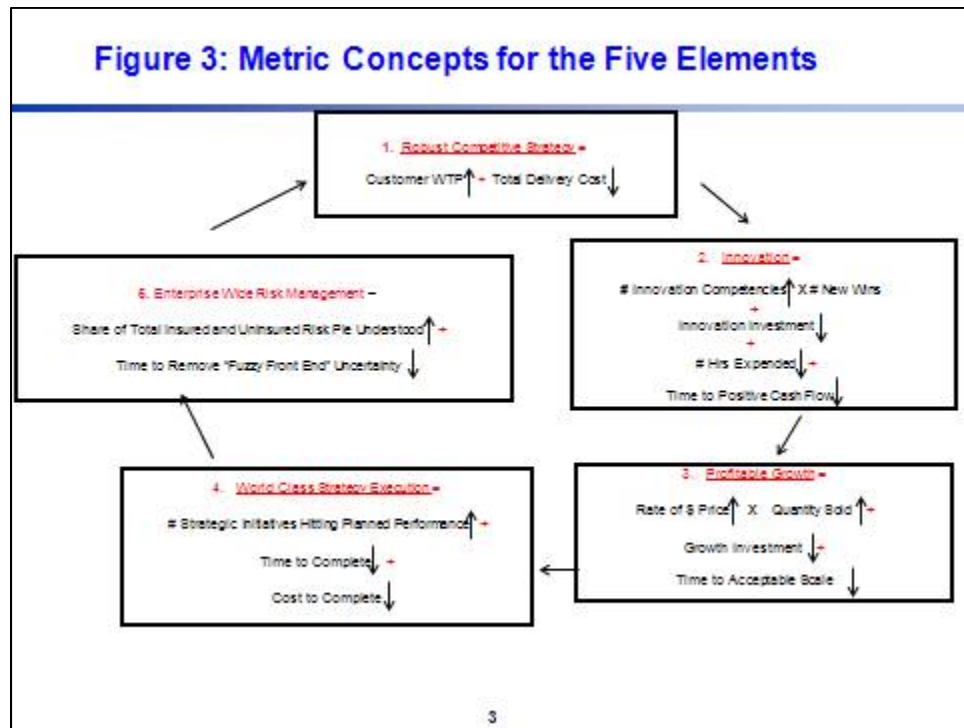 Figure 3: Metric Concepts for the Five Elements
1. Robust Competitive Strategy =
Customer WTP↑ + Total Delivery Cost↓
2. Innovation =
# Innovation Competencies↑ X # New Wins
+
Innovation Investment↓
+
# Hrs Expended↓ +
Time to Positive Cash Flow↓
3. Profitable Growth =
Rate of $ Price↑ X Quantity Sold↑ +
Growth Investment↓ +
Time to Acceptable Scale ↓
4. World Class Strategy Execution =
# Strategic Initiatives Hitting Planned Performance↑ +
Time to Complete↓ +
Cost to Complete↓
5. Enterprise Wide Risk Management –
Share of Total Insured and Uninsured Risk Pie Understood↑ +
Time to Remove "Fuzzy Front End" Uncertainty ↓
3